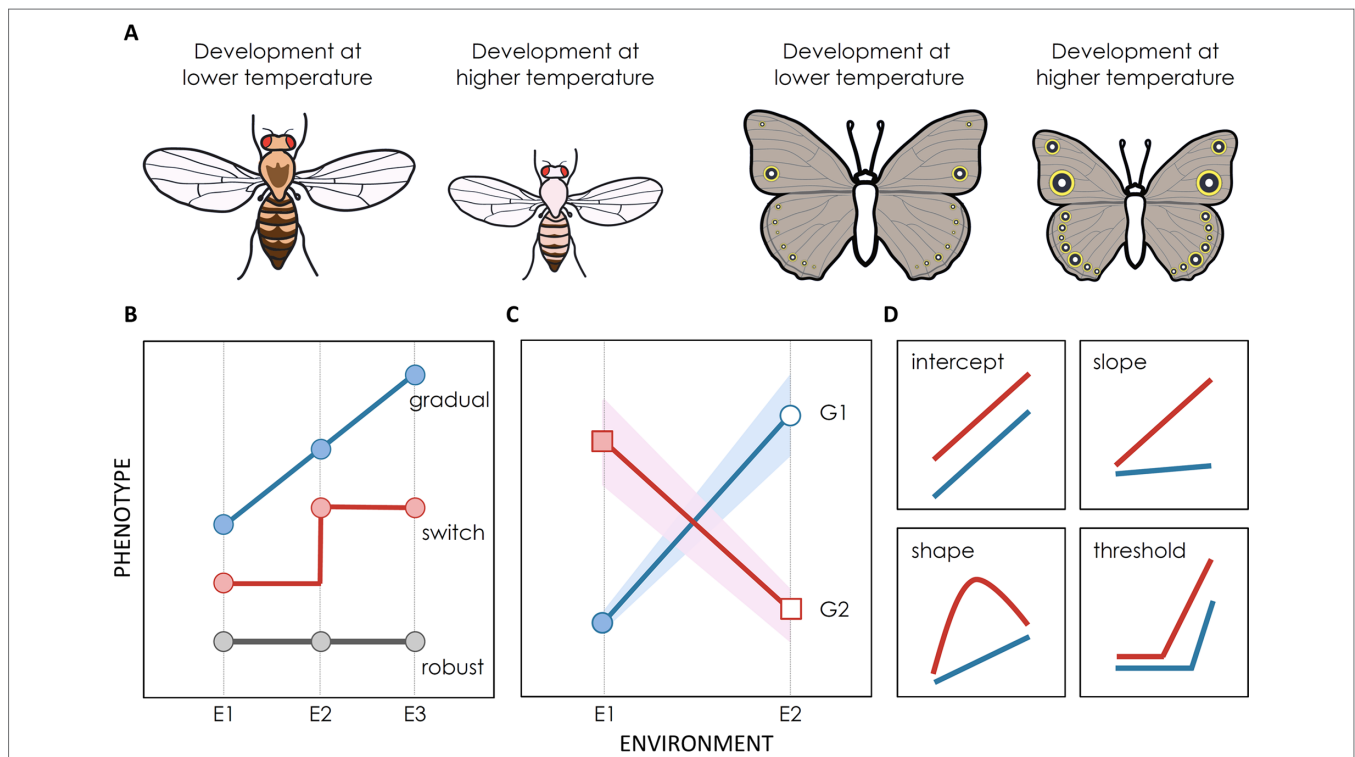 A
Development at
lower temperature
Development at
higher temperature
Development at
lower temperature
Development at
higher temperature
B
PHENOTYPE
gradual
switch
robust
E1
E2
E3
C
G1
G2
E1
E2
ENVIRONMENT
D
intercept
slope
shape
threshold